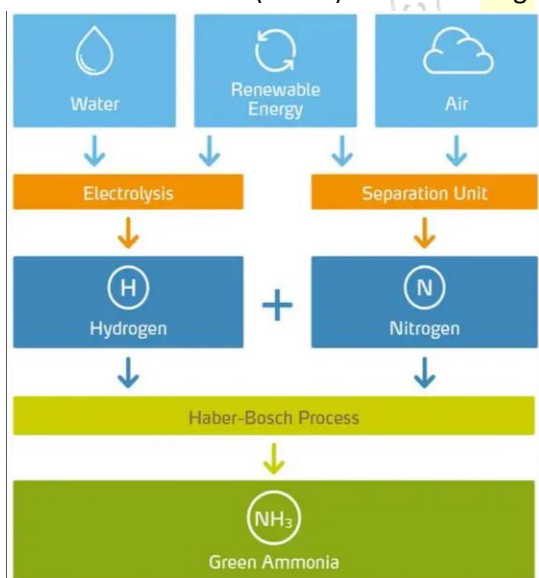 Water
Renewable
Energy
Air
Electrolysis
Separation Unit
H
Hydrogen
+
N
Nitrogen
Haber-Bosch Process
NH₃
Green Ammonia